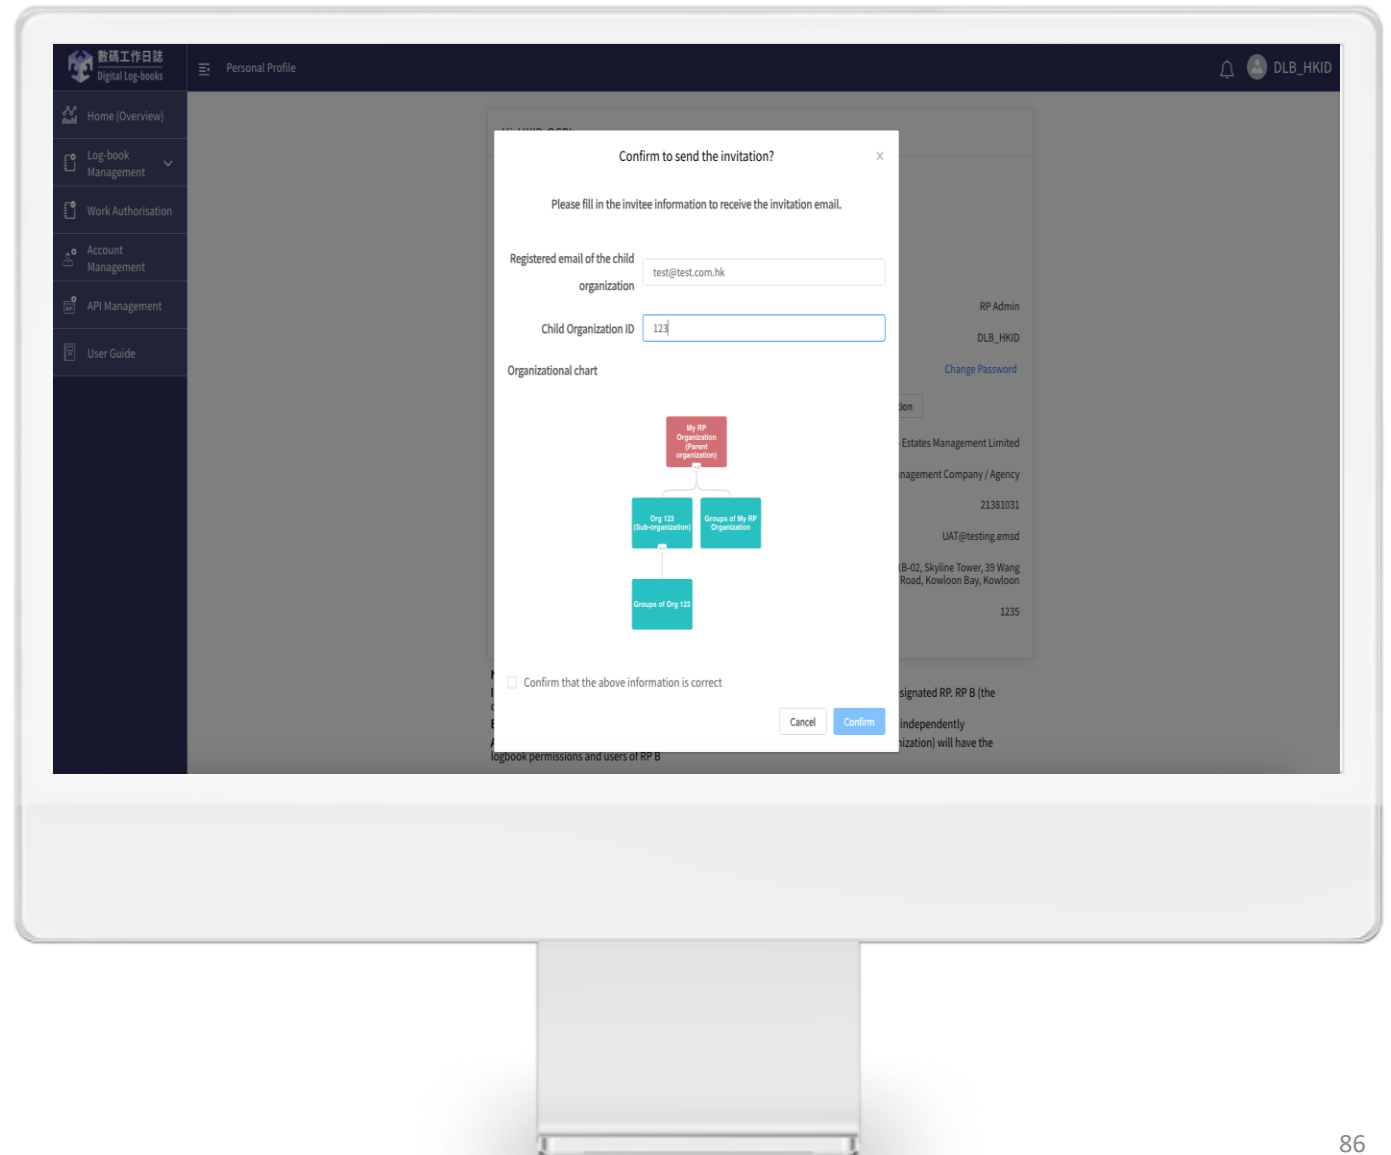 數碼工作日誌
Digital Log-books
Personal Profile
DLB_HKID
Home (Overview)
Log-book
Management
Work Authorisation
Account
Management
API Management
User Guide
Confirm to send the invitation?
Please fill in the invitee information to receive the invitation email.
Registered email of the child
organization
test@test.com.hk
Child Organization ID
123
Organizational chart
My RP
Organization
(Parent
organization)
Org 123
(Sub-organization)
Groups of My RP
Organization
Groups of Org 123
Confirm that the above information is correct
Cancel
Confirm
RP Admin
DLB_HKID
Change Password
Estates Management Limited
Company / Agency
21381031
UAT@testing.emsd
Skyline Tower, 39 Wang
Road, Kowloon Bay, Kowloon
1235
RP. RP B (the
independently
will have the
logbook permissions and users of RP B
86